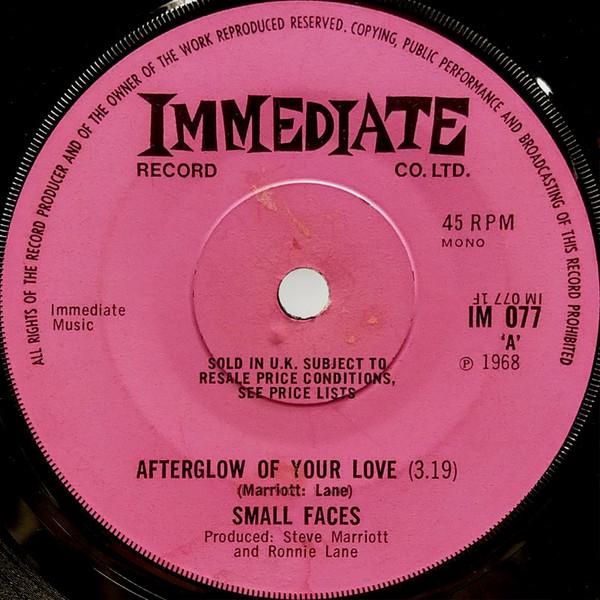 ALL RIGHTS OF THE RECORD PRODUCER AND OF THE OWNER OF THE WORK REPRODUCED RESERVED. COPYING, PUBLIC PERFORMANCE AND BROADCASTING OF THIS RECORD PROHIBITED
IMMEDIATE
RECORD CO. LTD.
45 RPM
MONO
Immediate
Music
IM 077 1F
IM 077
'A'
℗ 1968
SOLD IN U.K. SUBJECT TO
RESALE PRICE CONDITIONS,
SEE PRICE LISTS
AFTERGLOW OF YOUR LOVE (3.19)
(Marriott: Lane)
SMALL FACES
Produced: Steve Marriott
and Ronnie Lane